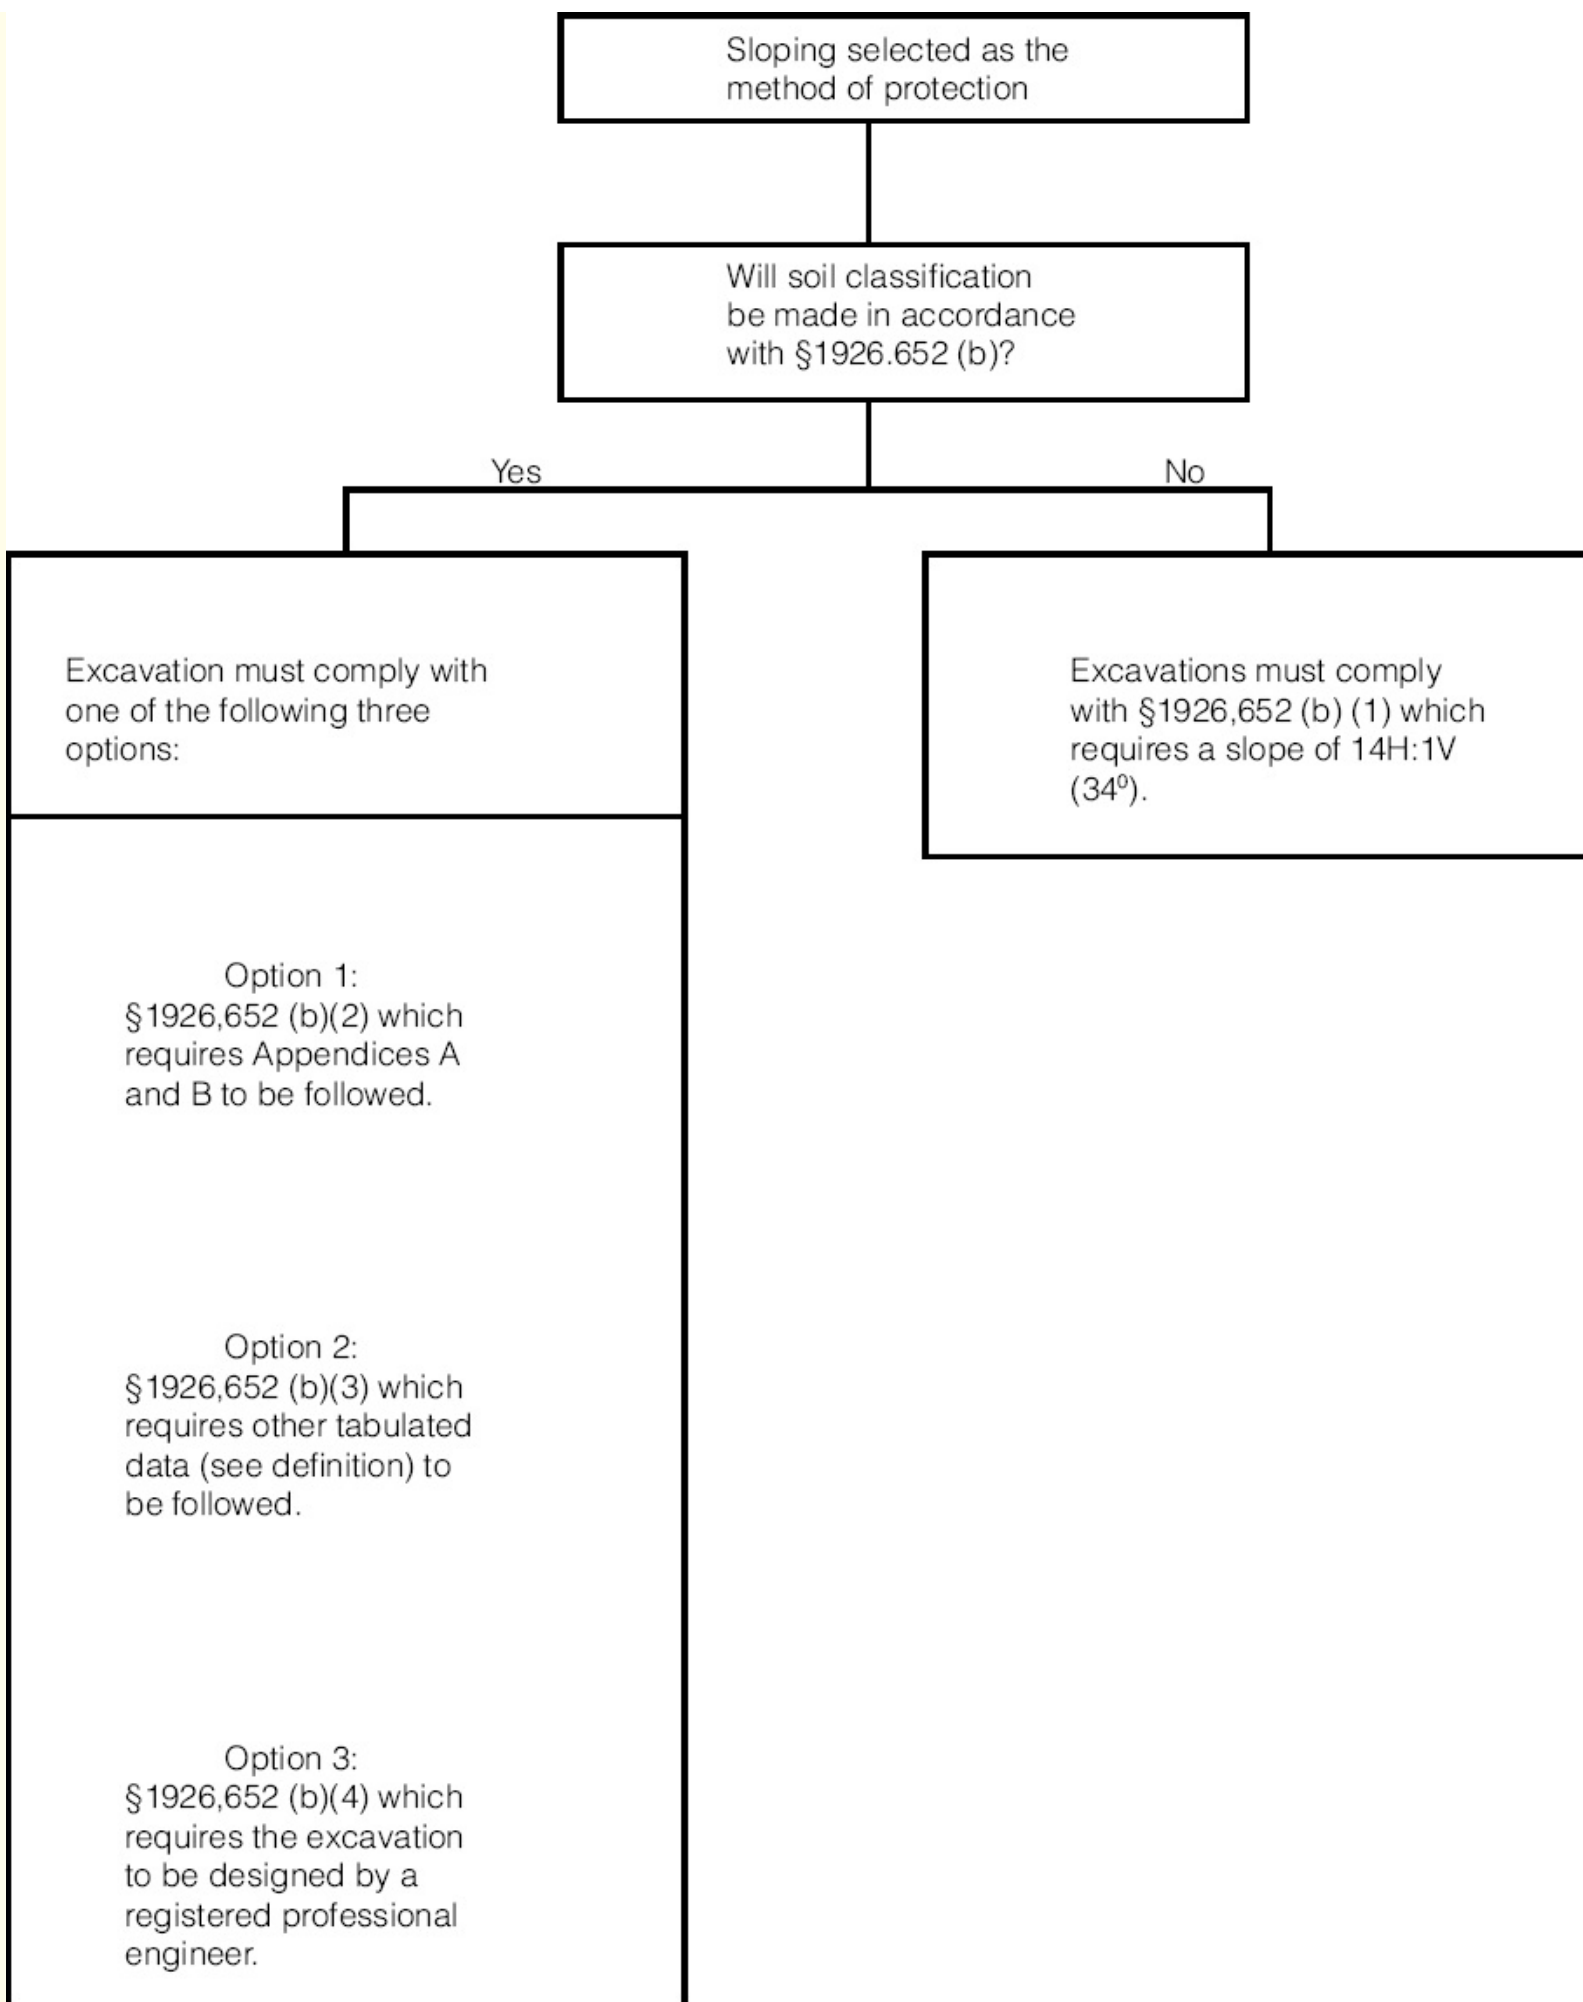 Sloping selected as the
method of protection
Will soil classification
be made in accordance
with §1926.652 (b)?
Yes
No
Excavation must comply with
one of the following three
options:
Excavations must comply
with §1926,652 (b) (1) which
requires a slope of 14H:1V
(34⁰).
Option 1:
§1926,652 (b)(2) which
requires Appendices A
and B to be followed.
Option 2:
§1926,652 (b)(3) which
requires other tabulated
data (see definition) to
be followed.
Option 3:
§1926,652 (b)(4) which
requires the excavation
to be designed by a
registered professional
engineer.